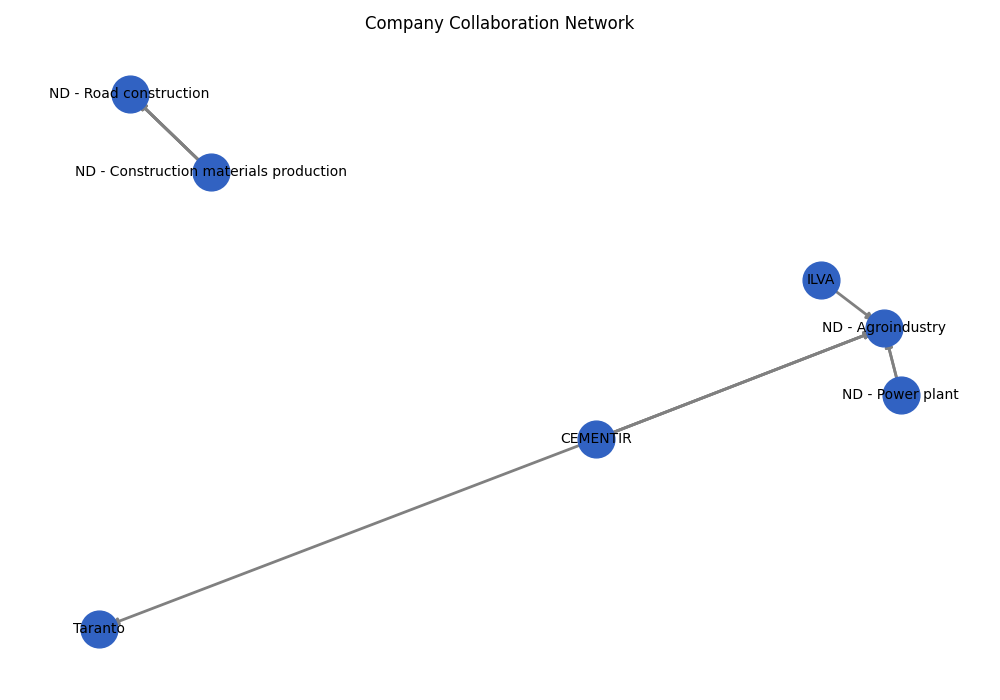 Company Collaboration Network
ND - Road construction
ND - Construction materials production
ILVA
ND - Agroindustry
ND - Power plant
CEMENTIR
Taranto